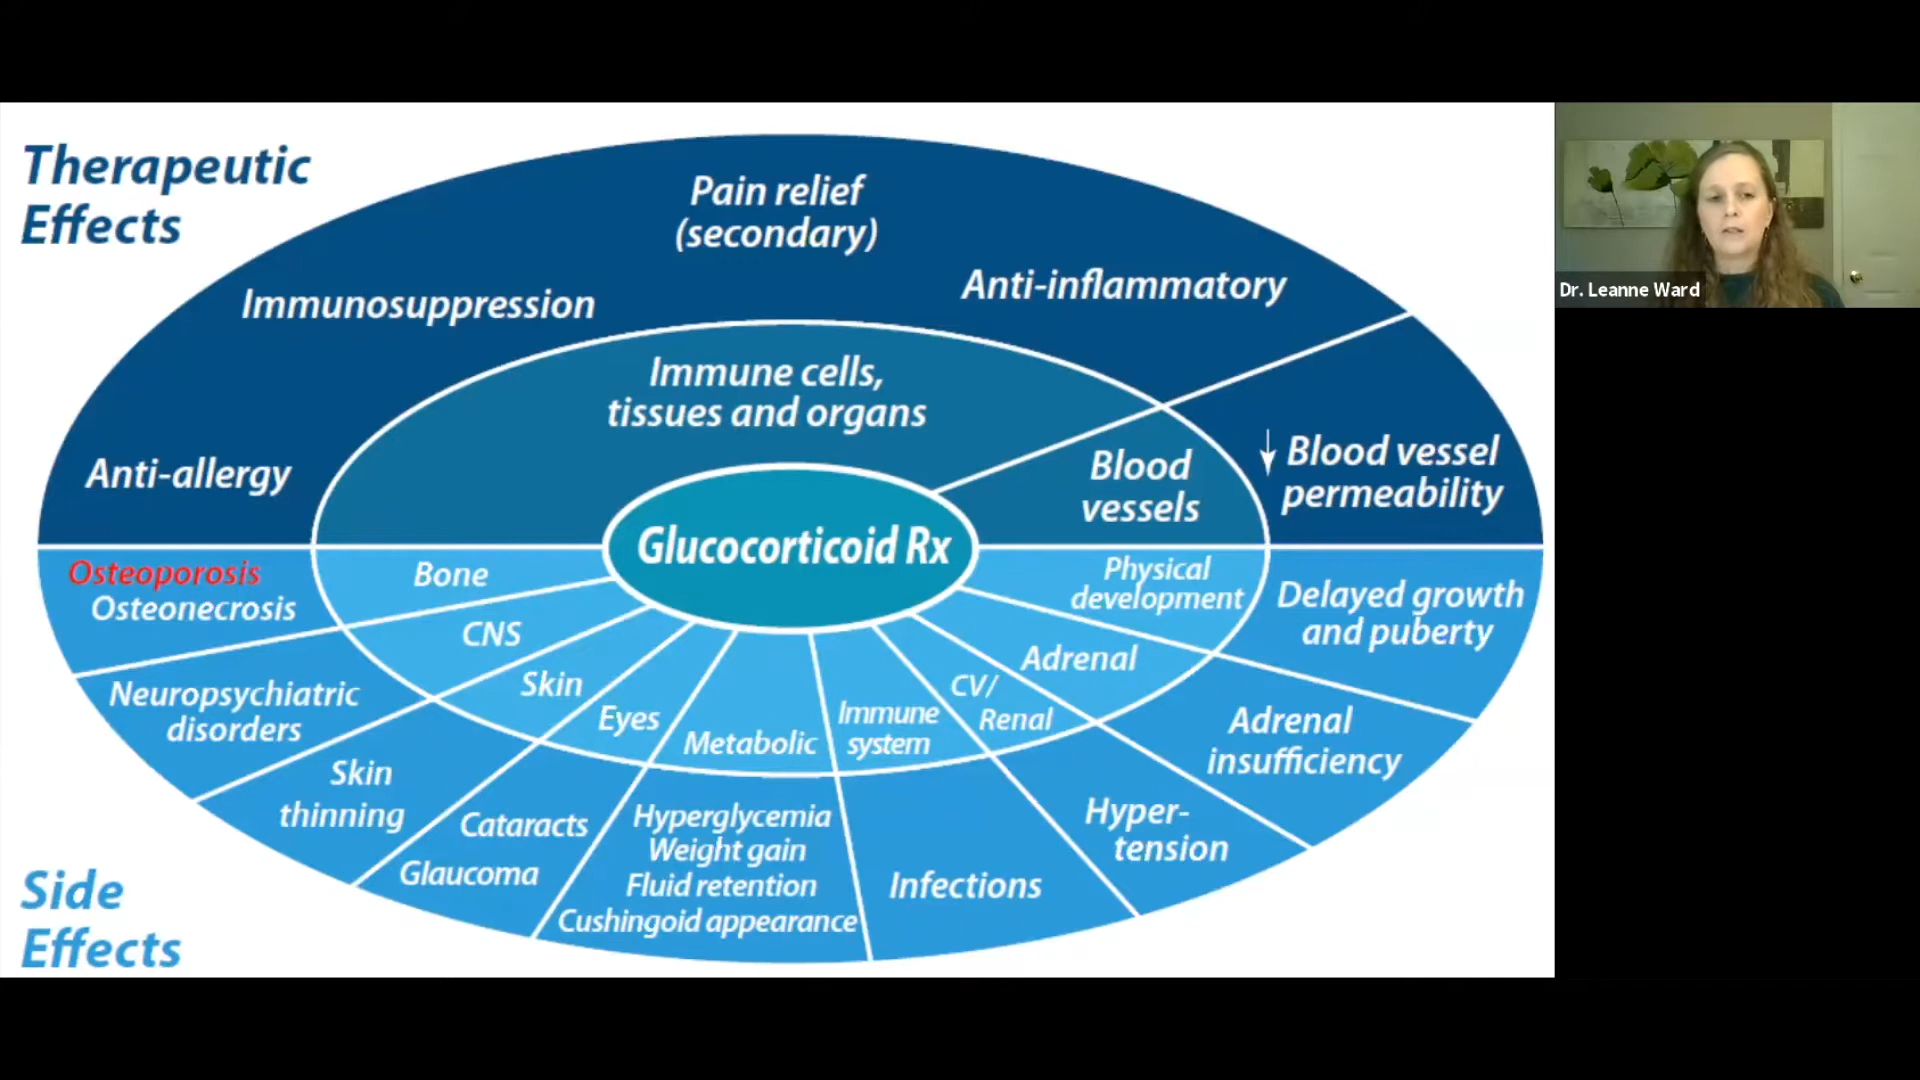 Therapeutic
Effects
Pain relief
(secondary)
Anti-inflammatory
Immunosuppression
Anti-allergy
Immune cells,
tissues and organs
Blood
vessels
↓ Blood vessel
permeability
Glucocorticoid Rx
Osteoporosis
Osteonecrosis
Bone
CNS
Neuropsychiatric
disorders
Skin
Skin
thinning
Eyes
Cataracts
Glaucoma
Metabolic
Hyperglycemia
Weight gain
Fluid retention
Cushingoid appearance
Immune
system
Infections
CV/
Renal
Hyper-
tension
Adrenal
Adrenal
insufficiency
Physical
development
Delayed growth
and puberty
Side
Effects
Dr. Leanne Ward